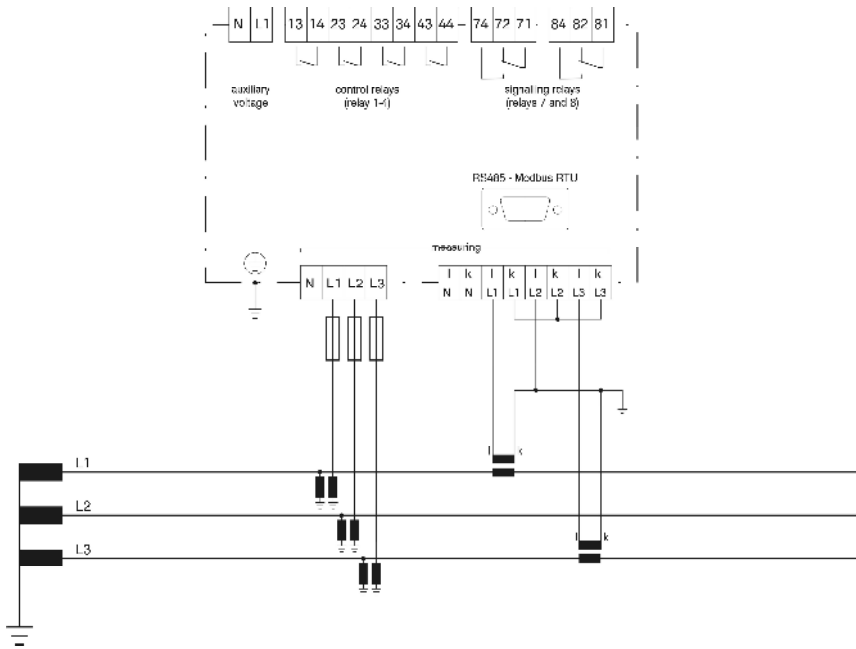 N L1 13 14 23 24 33 34 43 44 74 72 71 84 82 81
auxiliary
voltage
control relays
(relay 1-4)
signalling relays
(relays 7 and 8)
RS485 - Modbus RTU
measuring
N L1 L2 L3
l k l k l k l k
N N L1 L1 L2 L2 L3 L3
l k
L1
L2
l k
L3